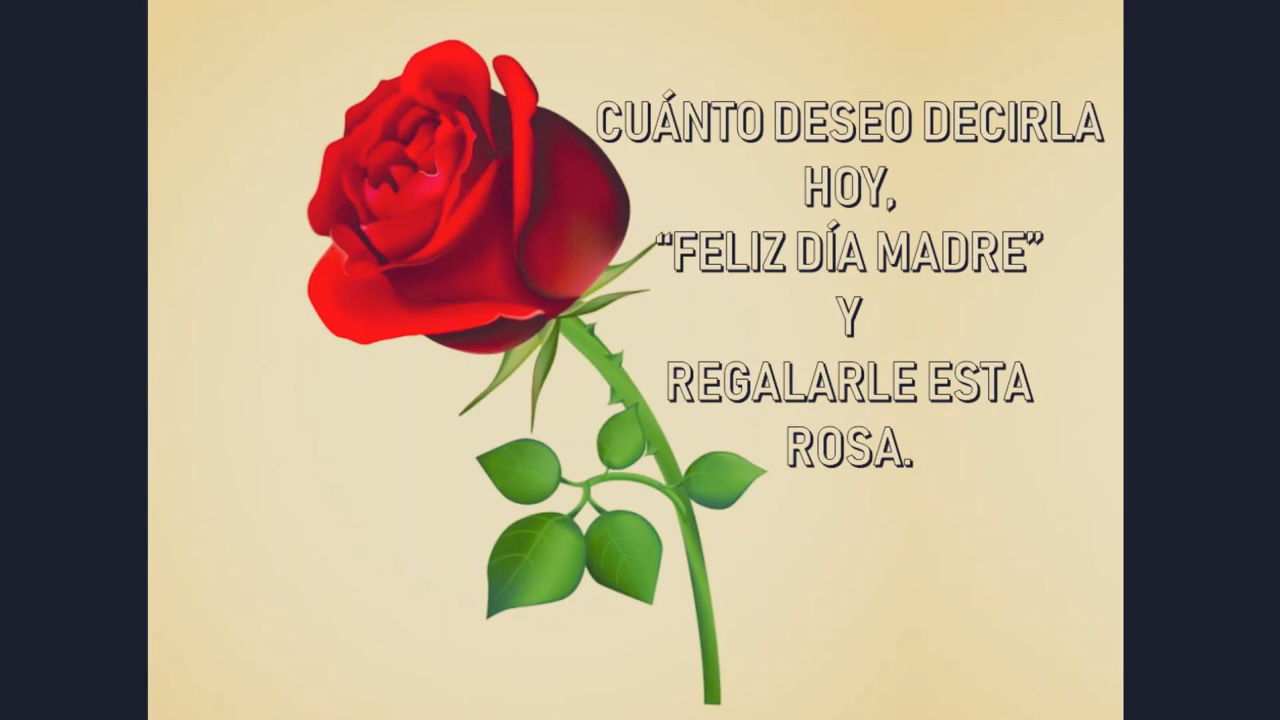 CUÁNTO DESEO DECIRLA
HOY,
“FELIZ DÍA MADRE”
Y
REGALARLE ESTA
ROSA.